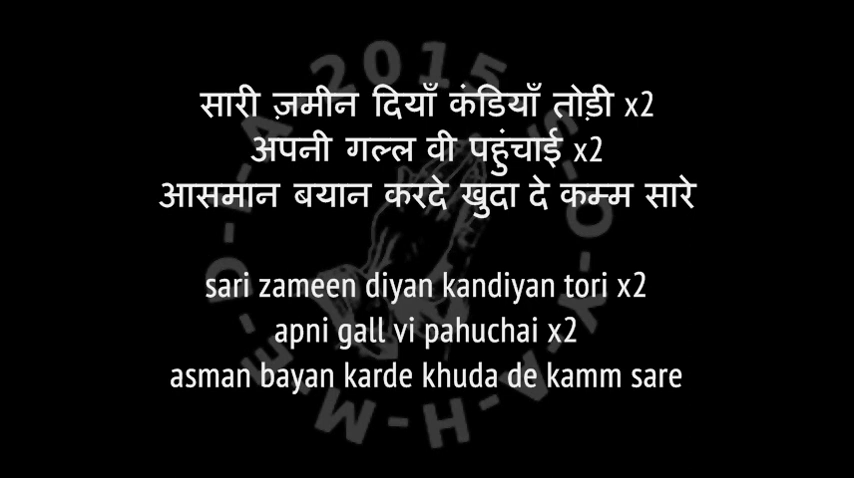 2015
सारी ज़मीन दियाँ कंडियाँ तोड़ी x2
अपनी गल्ल वी पहुंचाई x2
आसमान बयान करदे खुदा दे कम्म सारे
sari zameen diyan kandiyan tori x2
apni gall vi pahuchai x2
asman bayan karde khuda de kamm sare